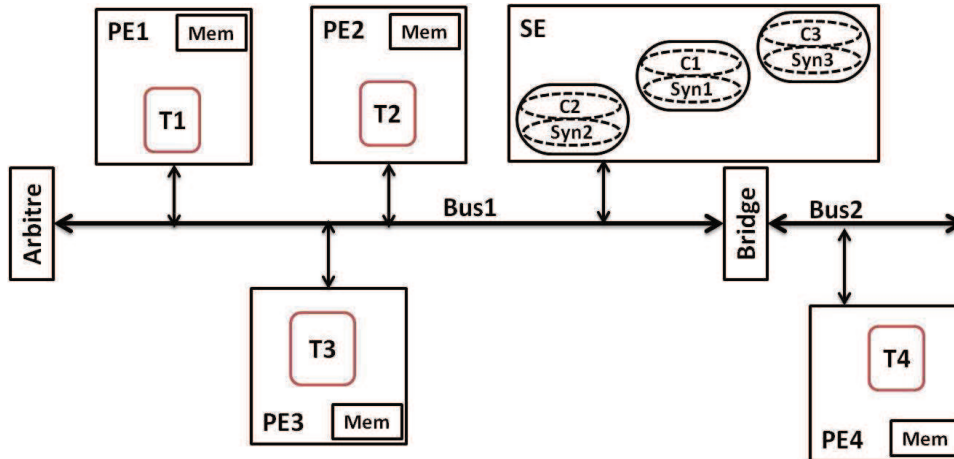 PE1
Mem
T1
PE2
Mem
T2
SE
C3
Syn3
C1
Syn1
C2
Syn2
Arbitre
Bus1
Bridge
Bus2
T3
PE3
Mem
T4
PE4
Mem